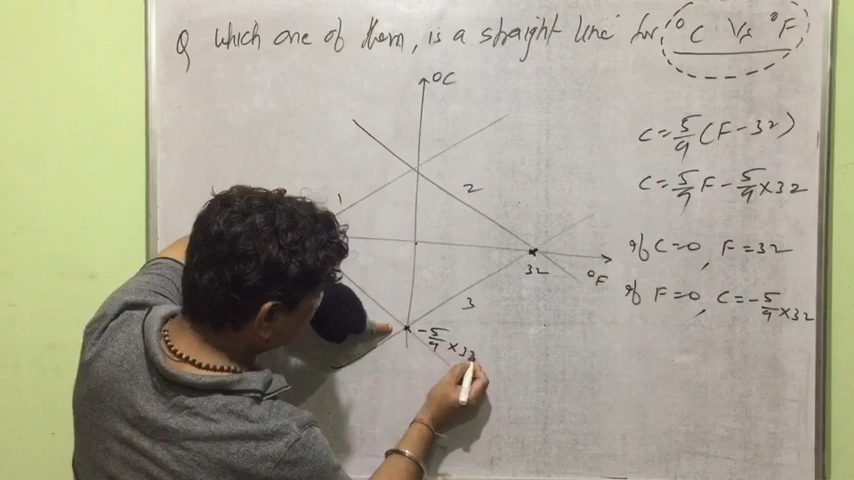 Q which one of them, is a straight line for °C Vs °F
°C
C = 5/9 (F - 32)
1
2
C = 5/9 F - 5/9 × 32
If C = 0, F = 32
32
°F
3
If F = 0, C = - 5/9 × 32
- 5/9 × 32